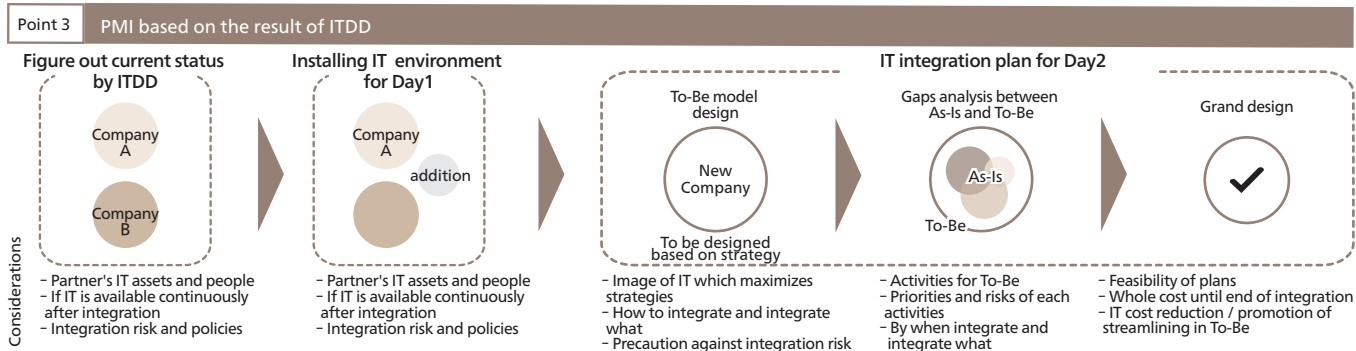 Point 3
PMI based on the result of ITDD
Figure out current status
by ITDD
Company
A
Company
B
Installing IT environment
for Day1
Company
A
addition
IT integration plan for Day2
To-Be model
design
New
Company
To be designed
based on strategy
Gaps analysis between
As-Is and To-Be
As-Is
To-Be
Grand design
Considerations
– Partner's IT assets and people
– If IT is available continuously
after integration
– Integration risk and policies
– Partner's IT assets and people
– If IT is available continuously
after integration
– Integration risk and policies
– Image of IT which maximizes
strategies
– How to integrate and integrate
what
– Precaution against integration risk
– Activities for To-Be
– Priorities and risks of each
activities
– By when integrate and
integrate what
– Feasibility of plans
– Whole cost until end of integration
– IT cost reduction / promotion of
streamlining in To-Be